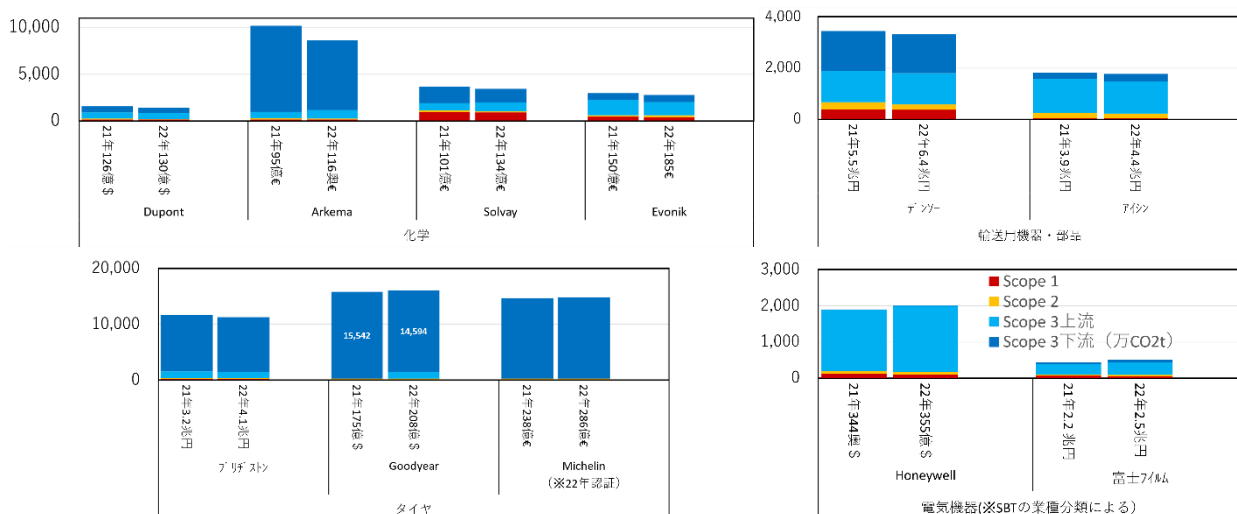 10,000
5,000
0
21年126億$
22年130億$
21年95億€
22年116奥€
21年101億€
22年134億€
21年150億€
22年185€
Dupont
Arkema
Solvay
Evonik
化学
4,000
2,000
0
21年5.5兆円
22年6.4兆円
21年3.9兆円
22年4.4兆円
ﾃﾞﾝｿｰ
ｱｲｼﾝ
輸送用機器・部品
20,000
10,000
0
15,542
14,594
21年3.2兆円
22年4.1兆円
21年175億$
22年208億$
21年238億€
22年286億€
ﾌﾞﾘﾁﾞｽﾄﾝ
Goodyear
Michelin
（※22年認証）
タイヤ
3,000
2,000
1,000
0
Scope 1
Scope 2
Scope 3上流
Scope 3下流（万CO2t）
21年344奥$
22年355億$
21年2.2 兆円
22年2.5兆円
Honeywell
富士ﾌｲﾙﾑ
電気機器(※SBTの業種分類による）